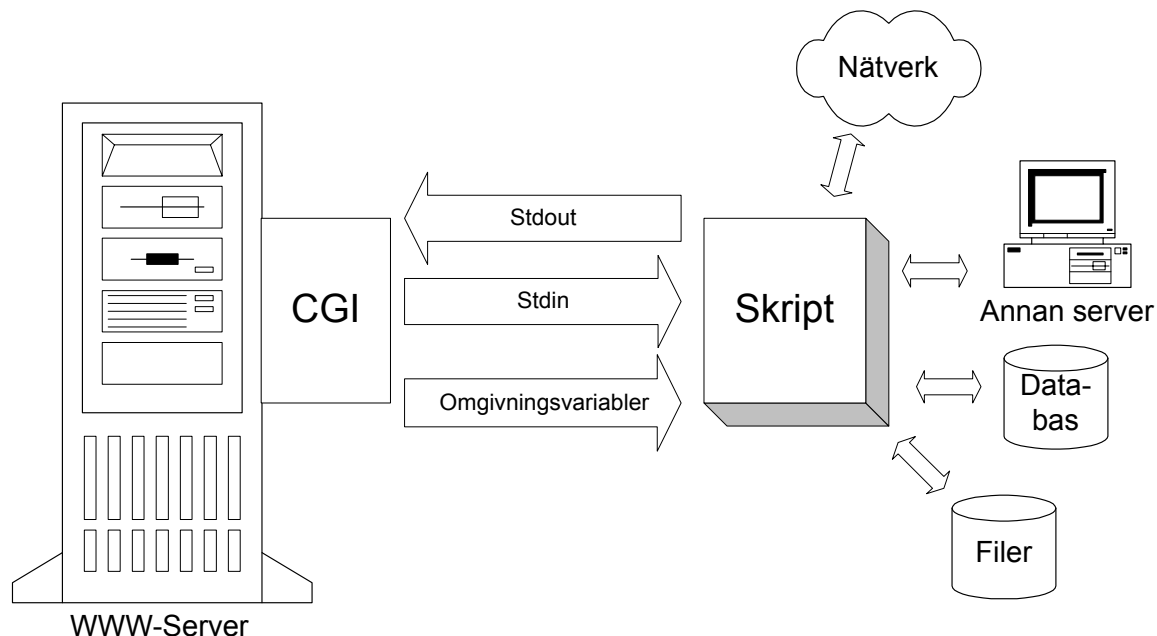 Nätverk
Stdout
CGI
Stdin
Skript
Annan server
Omgivningsvariabler
Data-
bas
Filer
WWW-Server